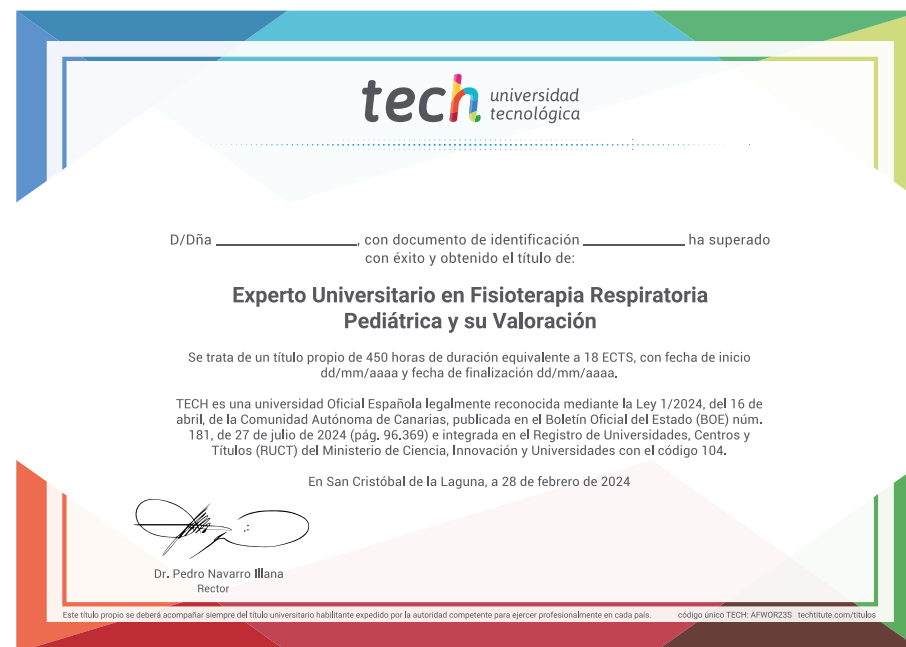 tech universidad
tecnológica
D/Dña ______________, con documento de identificación __________ ha superado
con éxito y obtenido el título de:
Experto Universitario en Fisioterapia Respiratoria
Pediátrica y su Valoración
Se trata de un título propio de 450 horas de duración equivalente a 18 ECTS, con fecha de inicio
dd/mm/aaaa y fecha de finalización dd/mm/aaaa.
TECH es una universidad Oficial Española legalmente reconocida mediante la Ley 1/2024, del 16 de
abril, de la Comunidad Autónoma de Canarias, publicada en el Boletín Oficial del Estado (BOE) núm.
181, de 27 de julio de 2024 (pág. 96.369) e integrada en el Registro de Universidades, Centros y
Títulos (RUCT) del Ministerio de Ciencia, Innovación y Universidades con el código 104.
En San Cristóbal de la Laguna, a 28 de febrero de 2024
Dr. Pedro Navarro Illana
Rector
Este título propio se deberá acompañar siempre del título universitario habilitante expedido por la autoridad competente para ejercer profesionalmente en cada país. código único TECH: AFWOR23S techtitute.com/titulos